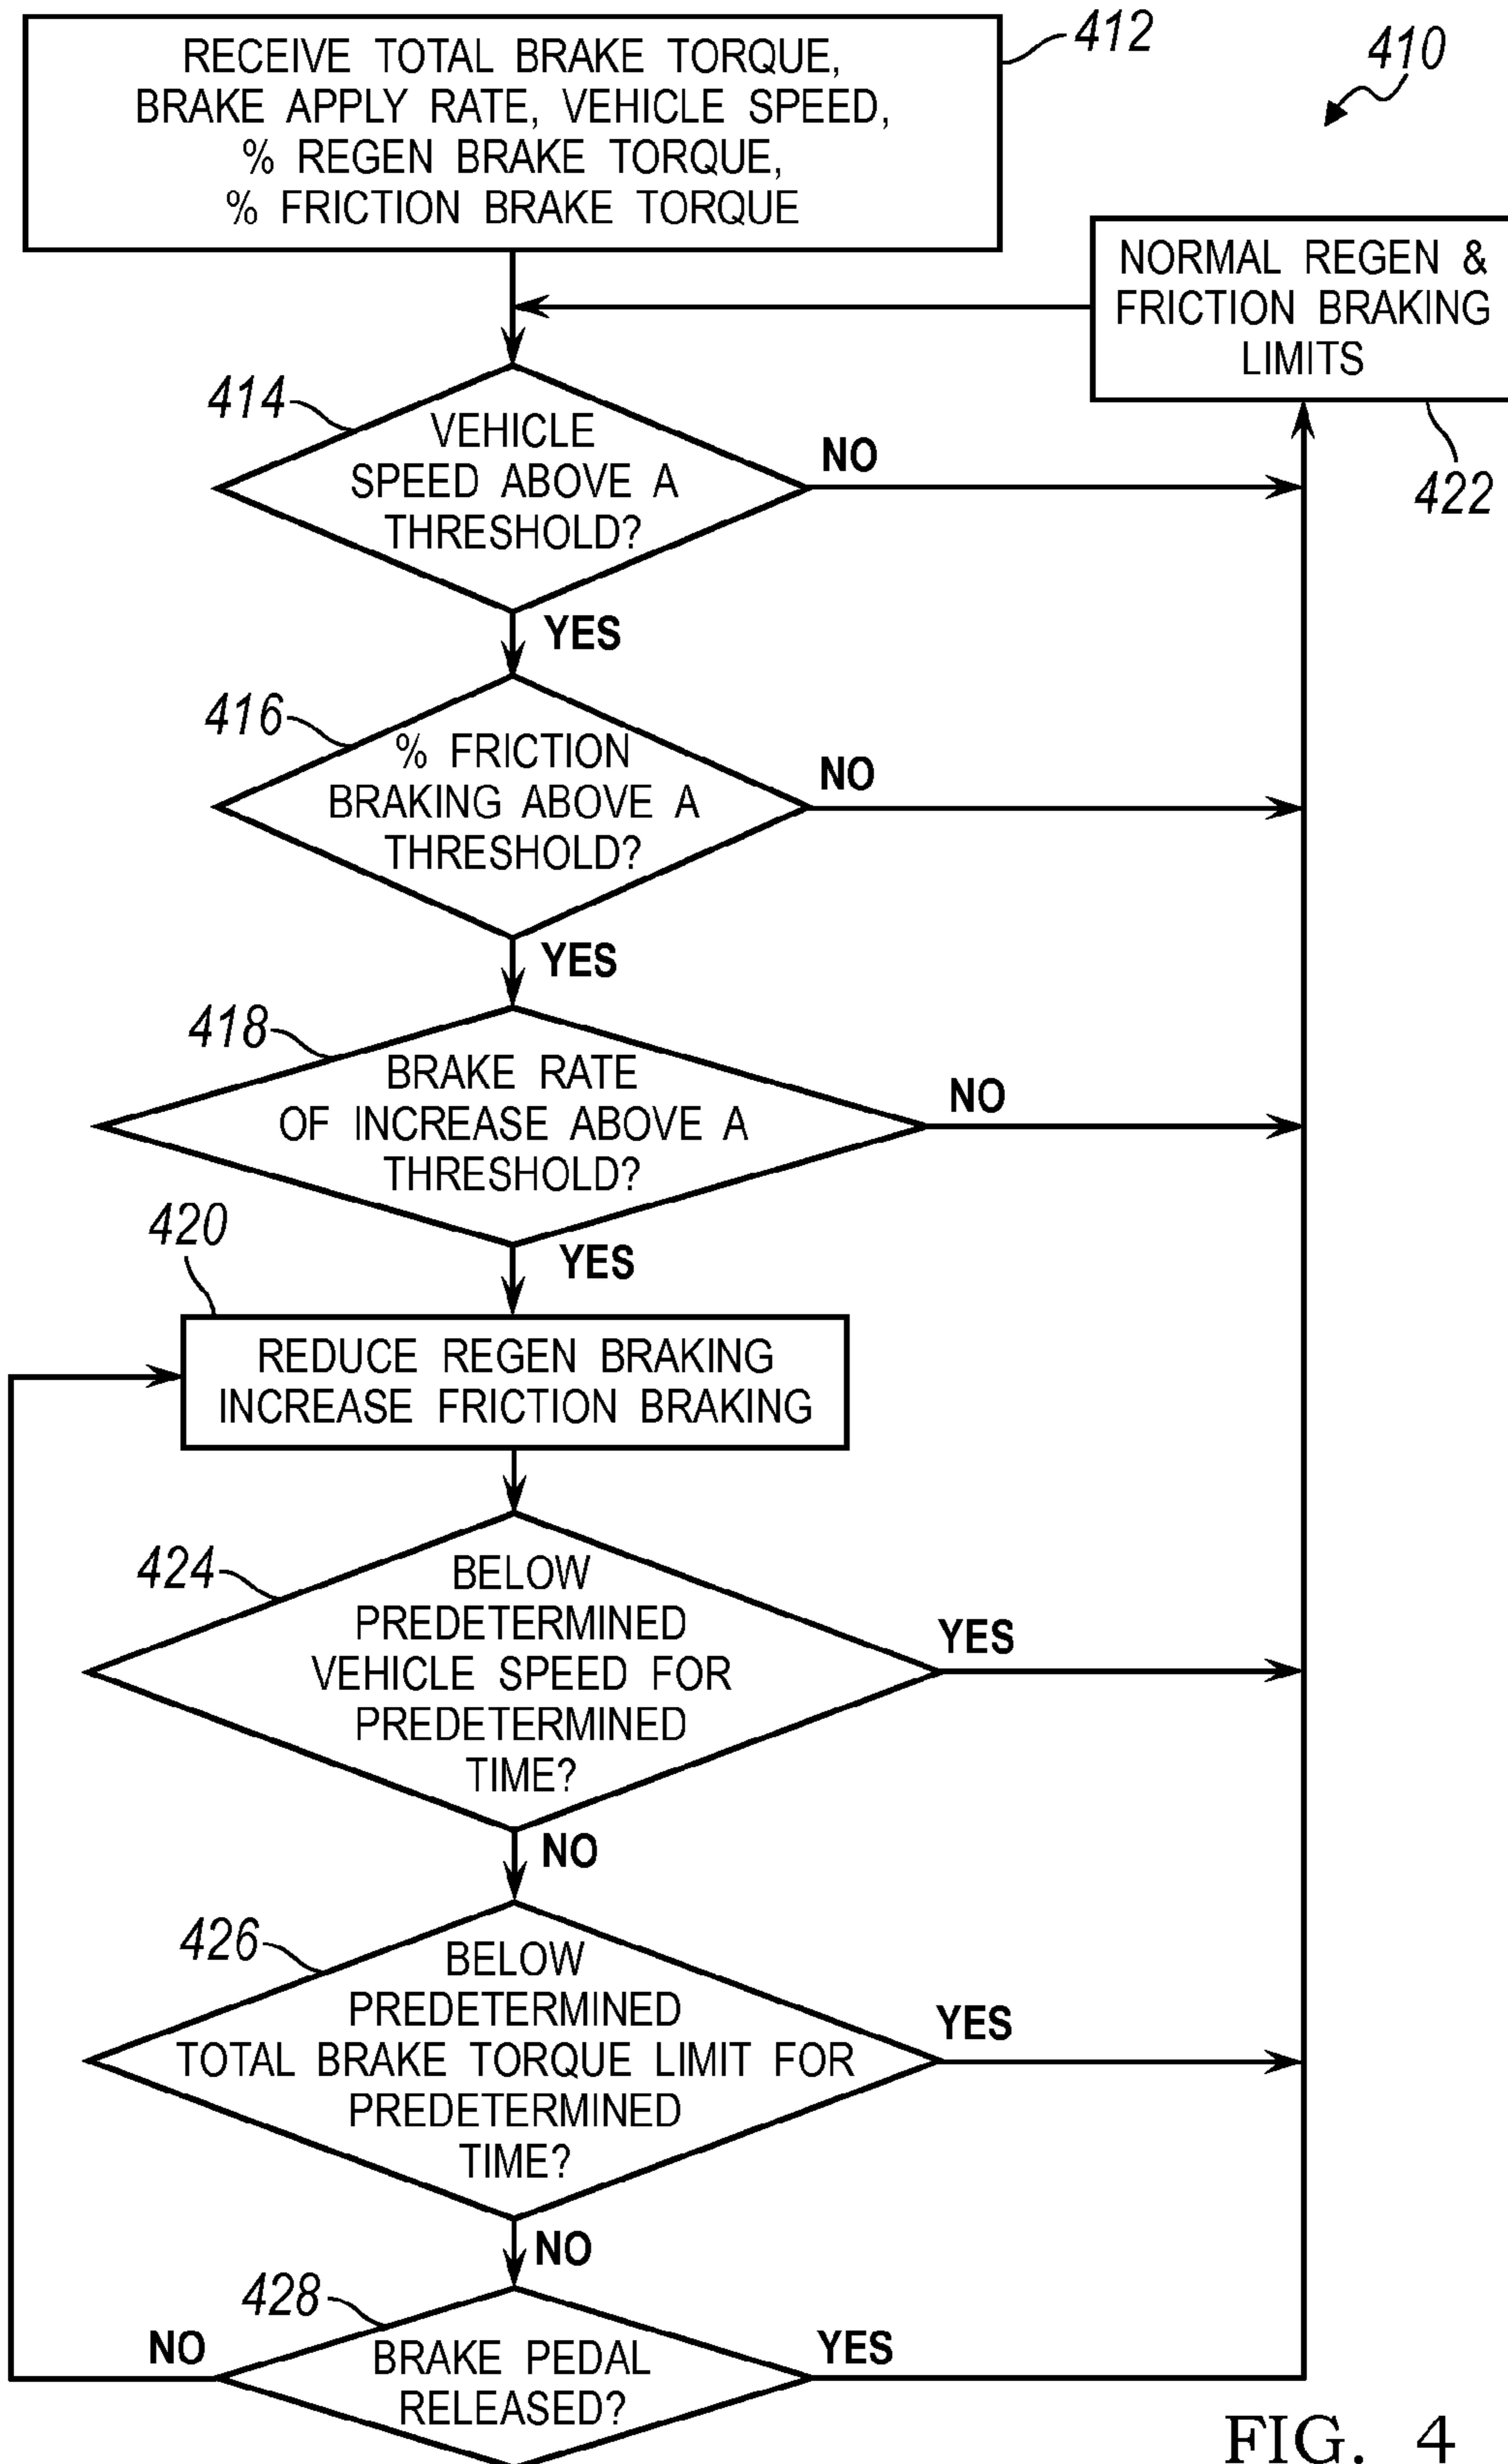 RECEIVE TOTAL BRAKE TORQUE,
BRAKE APPLY RATE, VEHICLE SPEED,
% REGEN BRAKE TORQUE,
% FRICTION BRAKE TORQUE
412
410
NORMAL REGEN &
FRICTION BRAKING
LIMITS
422
414
VEHICLE
SPEED ABOVE A
THRESHOLD?
NO
YES
416
% FRICTION
BRAKING ABOVE A
THRESHOLD?
NO
YES
418
BRAKE RATE
OF INCREASE ABOVE A
THRESHOLD?
NO
YES
420
REDUCE REGEN BRAKING
INCREASE FRICTION BRAKING
424
BELOW
PREDETERMINED
VEHICLE SPEED FOR
PREDETERMINED
TIME?
YES
NO
426
BELOW
PREDETERMINED
TOTAL BRAKE TORQUE LIMIT FOR
PREDETERMINED
TIME?
YES
NO
428
BRAKE PEDAL
RELEASED?
NO
YES
FIG. 4